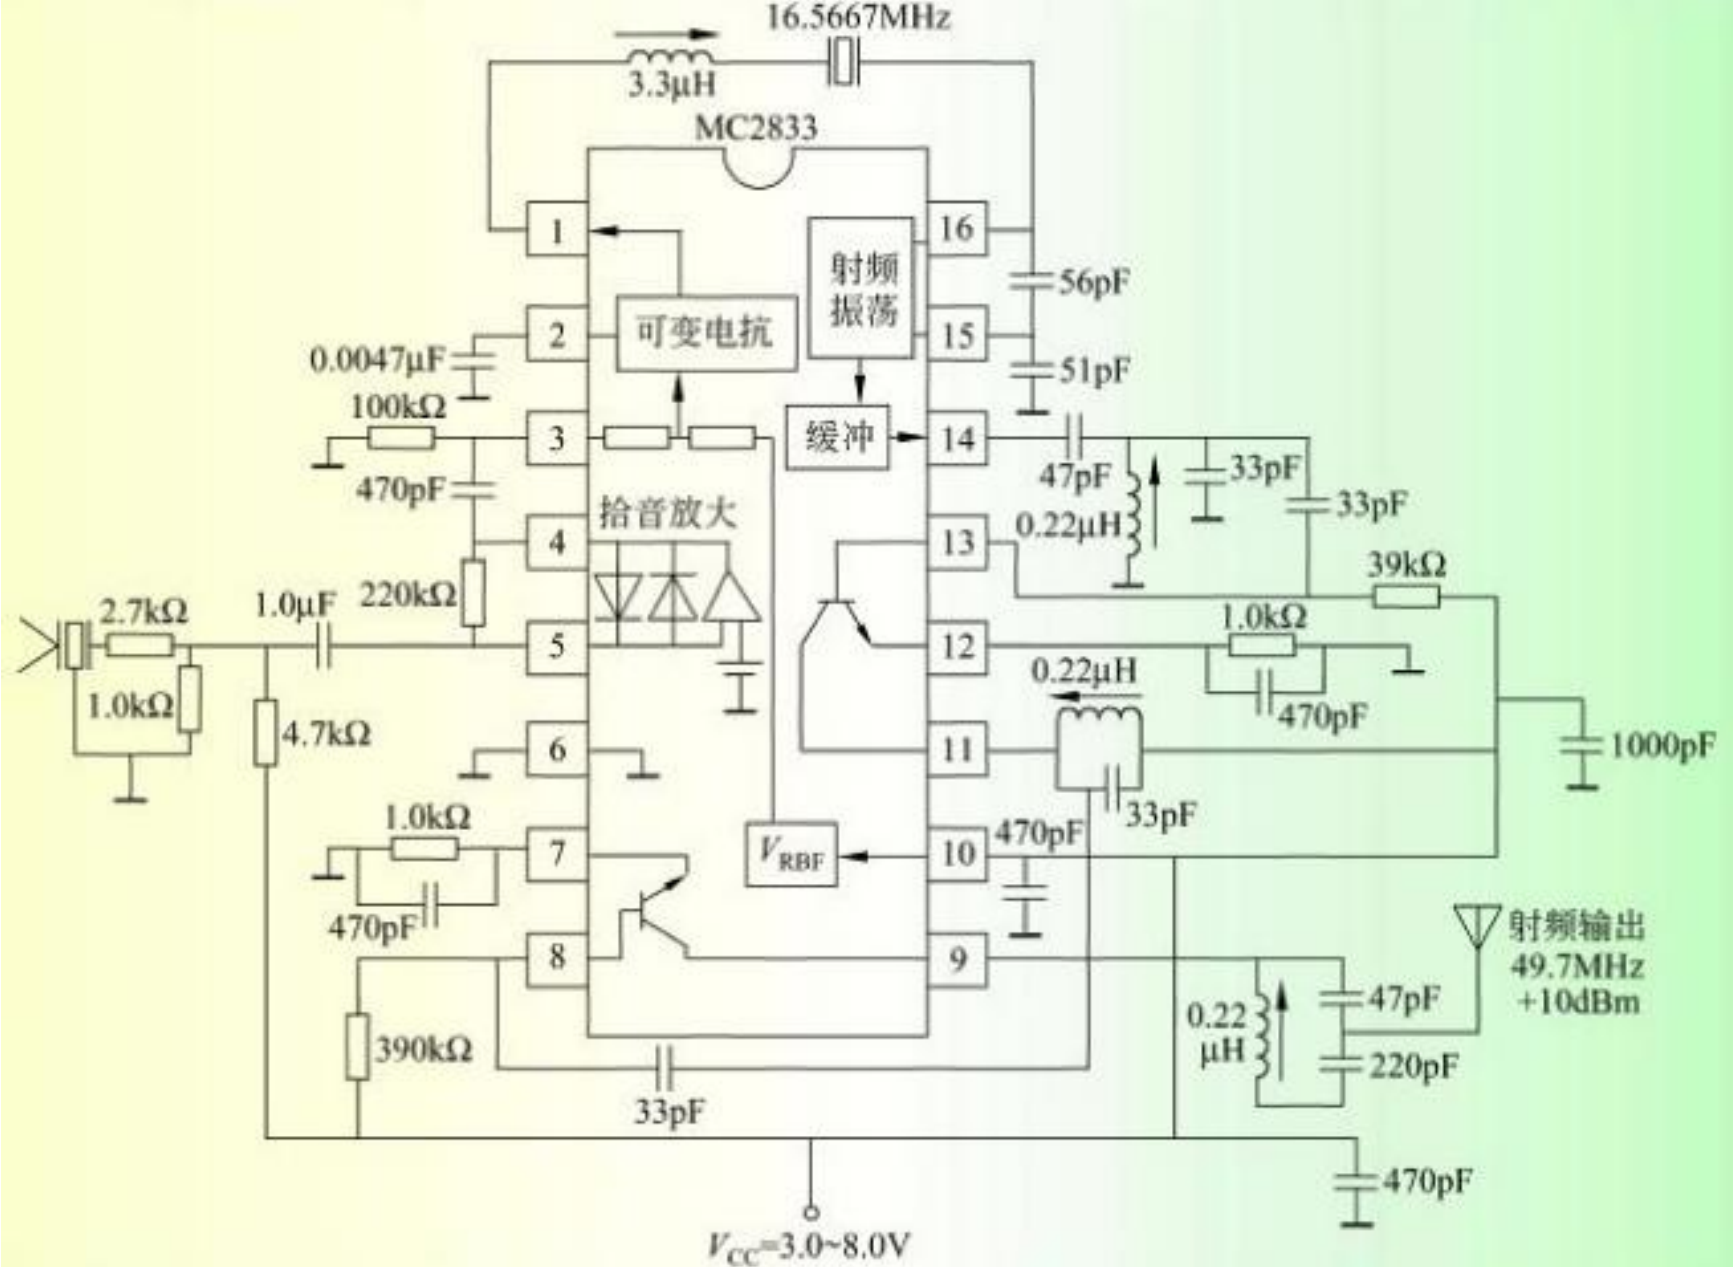 16.5667MHz
3.3μH
MC2833
1
16
射频
振荡
56pF
可变电抗
2
15
0.0047μF
51pF
100kΩ
3
缓冲
14
47pF
33pF
470pF
33pF
拾音放大
0.22μH
4
13
39kΩ
2.7kΩ
1.0μF
220kΩ
1.0kΩ
5
12
0.22μH
1.0kΩ
470pF
4.7kΩ
6
11
1000pF
1.0kΩ
33pF
470pF
7
VRBF
10
470pF
射频输出
8
9
49.7MHz
+10dBm
47pF
0.22
μH
390kΩ
220pF
33pF
470pF
VCC=3.0~8.0V